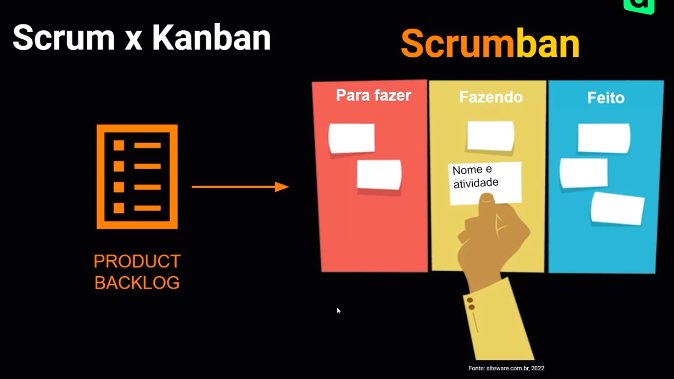 Scrum x Kanban
Scrumban
Para fazer
Fazendo
Feito
Nome e
atividade
PRODUCT
BACKLOG
Fonte: siteware.com.br, 2022